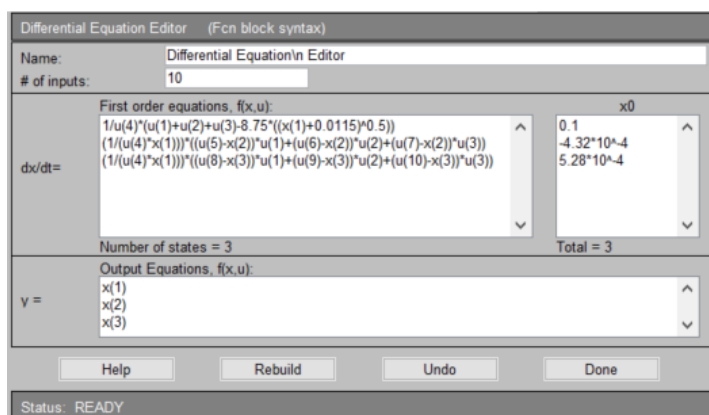 Differential Equation Editor (Fcn block syntax)
Name: Differential Equation\n Editor
# of inputs: 10
First order equations, f(x,u): x0
1/u(4)*(u(1)+u(2)+u(3)-8.75*((x(1)+0.0115)^0.5)) 0.1
(1/(u(4)*x(1)))*((u(5)-x(2))*u(1)+(u(6)-x(2))*u(2)+(u(7)-x(2))*u(3)) -4.32*10^-4
dx/dt= (1/(u(4)*x(1)))*((u(8)-x(3))*u(1)+(u(9)-x(3))*u(2)+(u(10)-x(3))*u(3)) 5.28*10^-4
Number of states = 3 Total = 3
Output Equations, f(x,u):
x(1)
y = x(2)
x(3)
Help Rebuild Undo Done
Status: READY